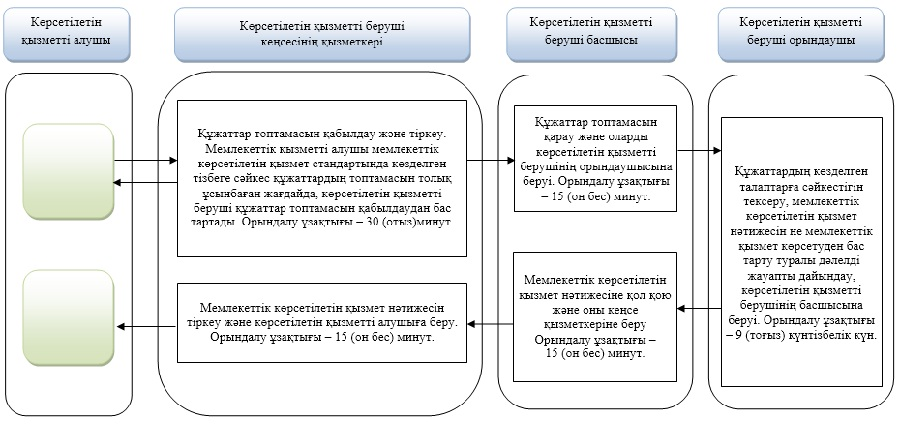 Көрсетілетін
қызметті алушы
Көрсетілетін қызметті беруші
кеңсесінің қызметкері
Көрсетілетін қызметті
беруші басшысы
Көрсетілетін қызметті
беруші орындаушы
Құжаттар топтамасын қабылдау және тіркеу.
Мемлекеттік қызметті алушы мемлекеттік
көрсетілетін қызмет стандартында көзделген
тізбеге сәйкес құжаттардың топтамасын толық
ұсынбаған жағдайда, көрсетілетін қызметті
беруші құжаттар топтамасын қабылдаудан бас
тартады. Орындалу ұзақтығы – 30 (отыз)минут
Құжаттар топтамасын
қарау және оларды
көрсетілетін қызметті
берушінің орындаушысына
беруі. Орындалу ұзақтығы
– 15 (он бес) минут.
Құжаттардың көзделген
талаптарға сәйкестігін
тексеру, мемлекеттік
көрсетілетін қызмет
нәтижесін не мемлекеттік
қызмет көрсетуден бас
тарту туралы дәлелді
жауапты дайындау,
көрсетілетін қызметті
берушінің басшысына
беруі. Орындалу ұзақтығы
– 9 (тоғыз) күнтізбелік күн.
Мемлекеттік көрсетілетін
қызмет нәтижесіне қол қою
және оны кеңсе
қызметкеріне беру
Орындалу ұзақтығы –
15 (он бес) минут.
Мемлекеттік көрсетілетін қызмет нәтижесін
тіркеу және көрсетілетін қызметті алушыға беру.
Орындалу ұзақтығы – 15 (он бес) минут.